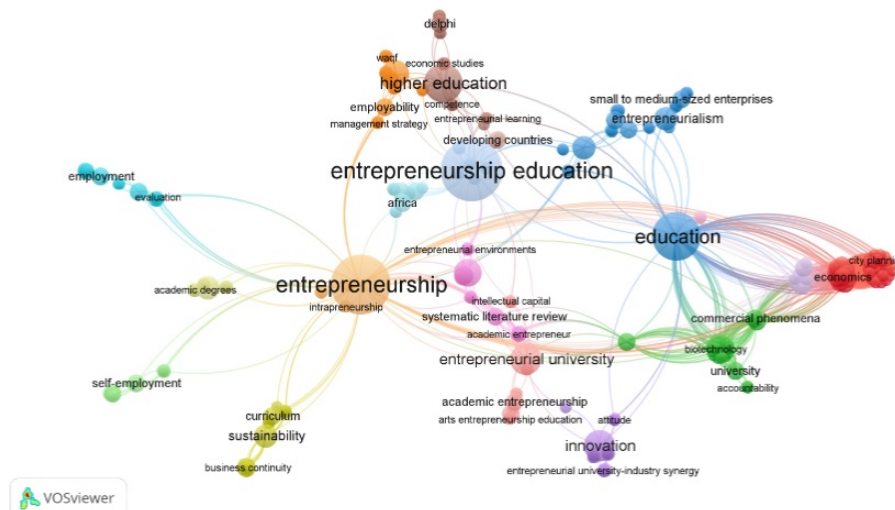 delphi
waqf
economic studies
higher education
small to medium-sized enterprises
employability
competence
entrepreneurial learning
entrepreneurialism
management strategy
developing countries
entrepreneurship education
employment
evaluation
africa
education
entrepreneurial environments
city plannin
economics
entrepreneurship
academic degrees
intrapreneurship
intellectual capital
systematic literature review
commercial phenomena
academic entrepreneur
biotechnology
entrepreneurial university
university
self-employment
accountability
academic entrepreneurship
curriculum
arts entrepreneurship education
attitude
sustainability
innovation
business continuity
entrepreneurial university-industry synergy
VOSviewer